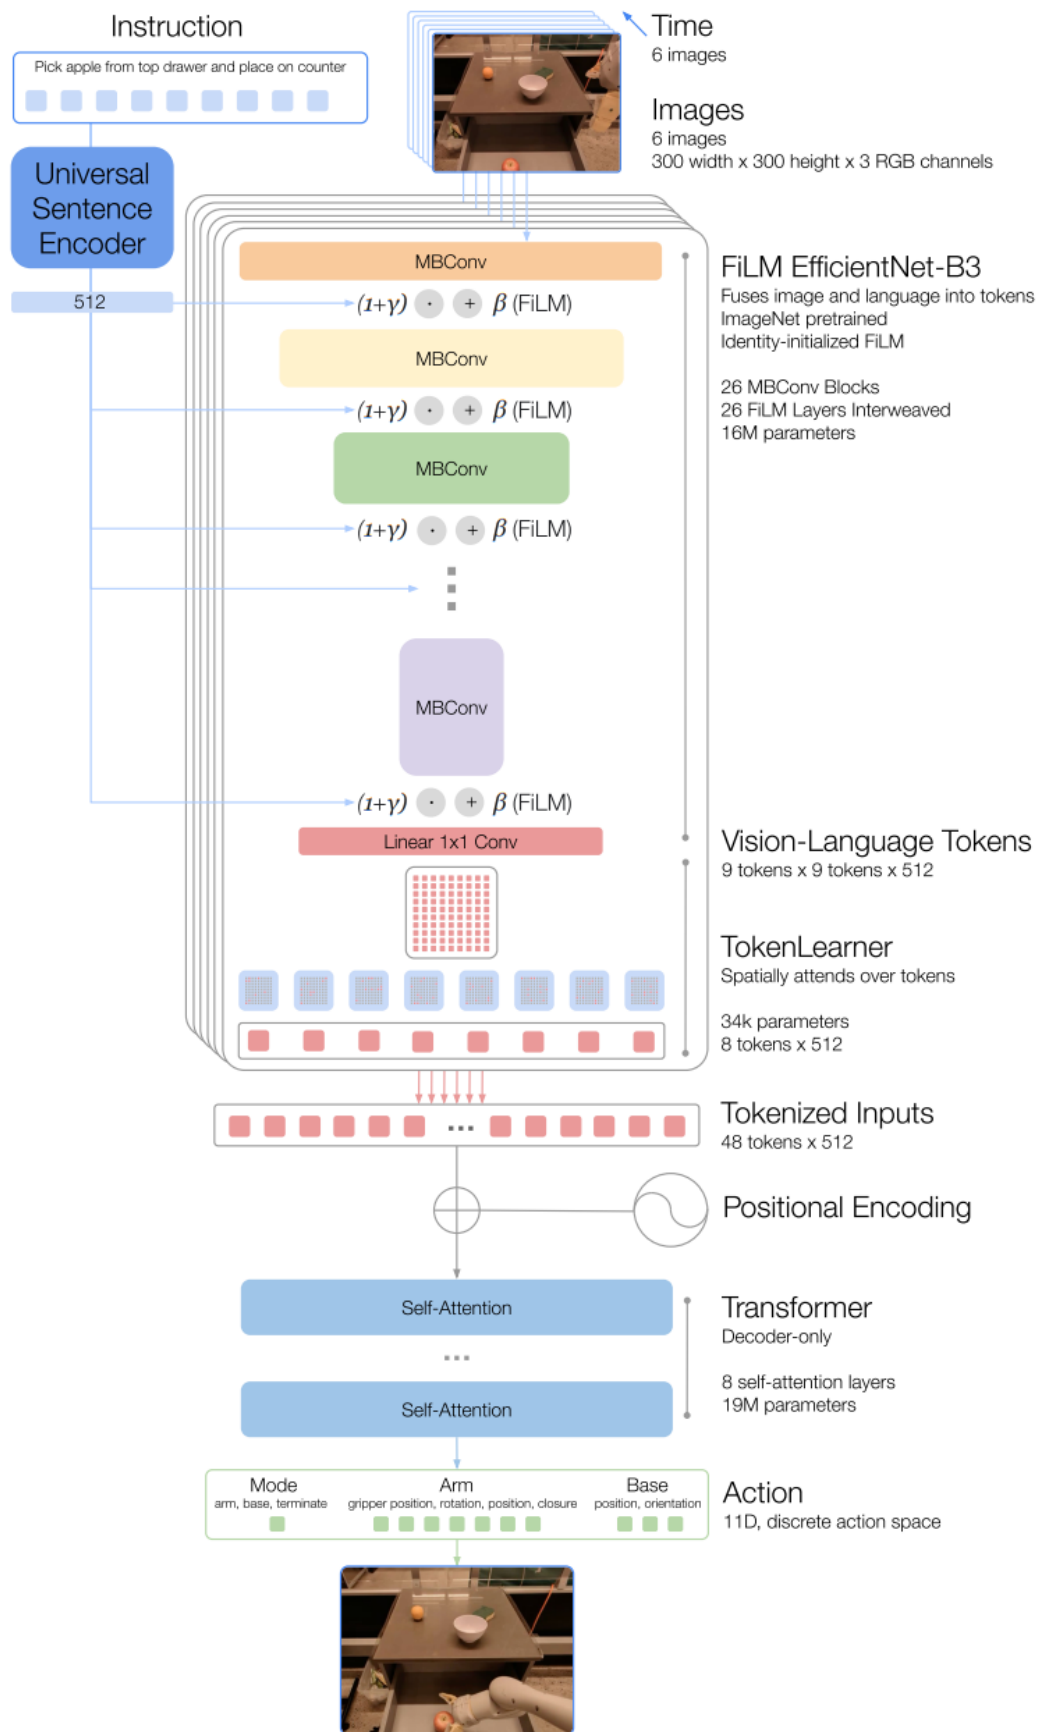 Instruction
Pick apple from top drawer and place on counter
Time
6 images
Images
6 images
300 width x 300 height x 3 RGB channels
Universal
Sentence
Encoder
512
MBConv
(1+γ) · + β (FiLM)
MBConv
(1+γ) · + β (FiLM)
MBConv
(1+γ) · + β (FiLM)
MBConv
(1+γ) · + β (FiLM)
Linear 1x1 Conv
FiLM EfficientNet-B3
Fuses image and language into tokens
ImageNet pretrained
Identity-initialized FiLM
26 MBConv Blocks
26 FiLM Layers Interweaved
16M parameters
Vision-Language Tokens
9 tokens x 9 tokens x 512
TokenLearner
Spatially attends over tokens
34k parameters
8 tokens x 512
Tokenized Inputs
48 tokens x 512
Positional Encoding
Self-Attention
Self-Attention
Transformer
Decoder-only
8 self-attention layers
19M parameters
Mode
arm, base, terminate
Arm
gripper position, rotation, position, closure
Base
position, orientation
Action
11D, discrete action space